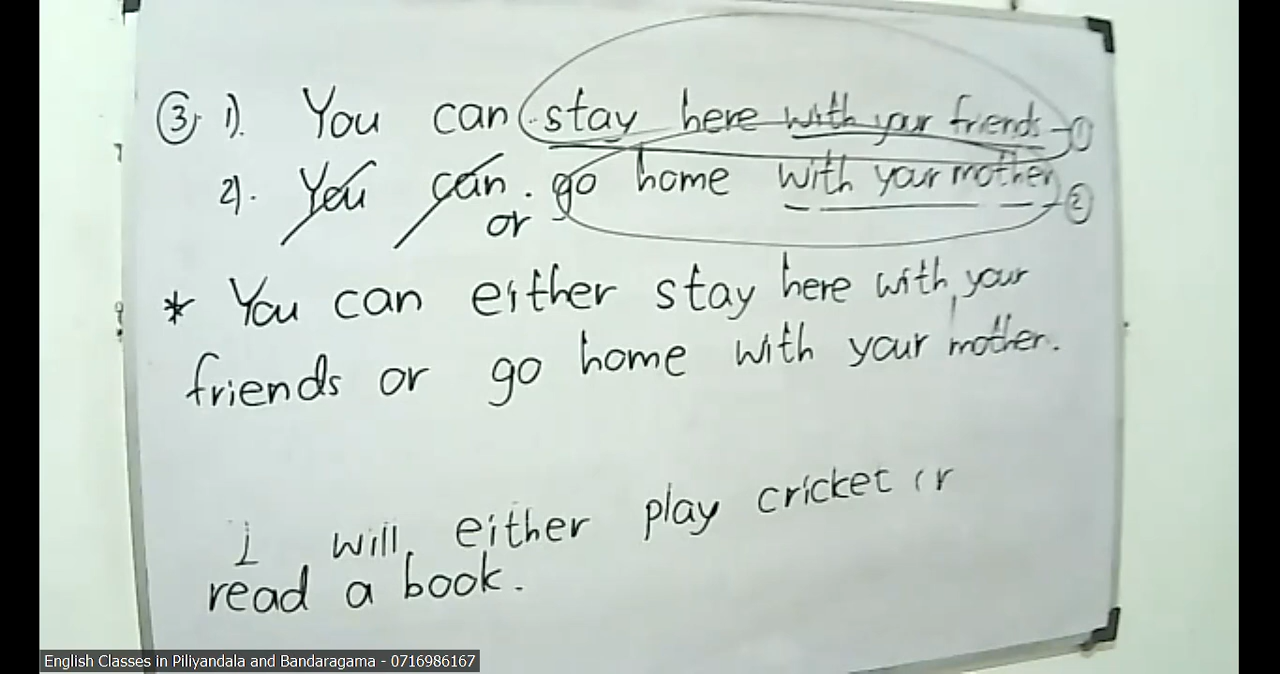 ③ 1). You can stay here with your friends - ①
2). You can. go home with your mother - ②
or
* You can either stay here with your
friends or go home with your mother.
I will either play cricket or
read a book.
English Classes in Piliyandala and Bandaragama - 0716986167